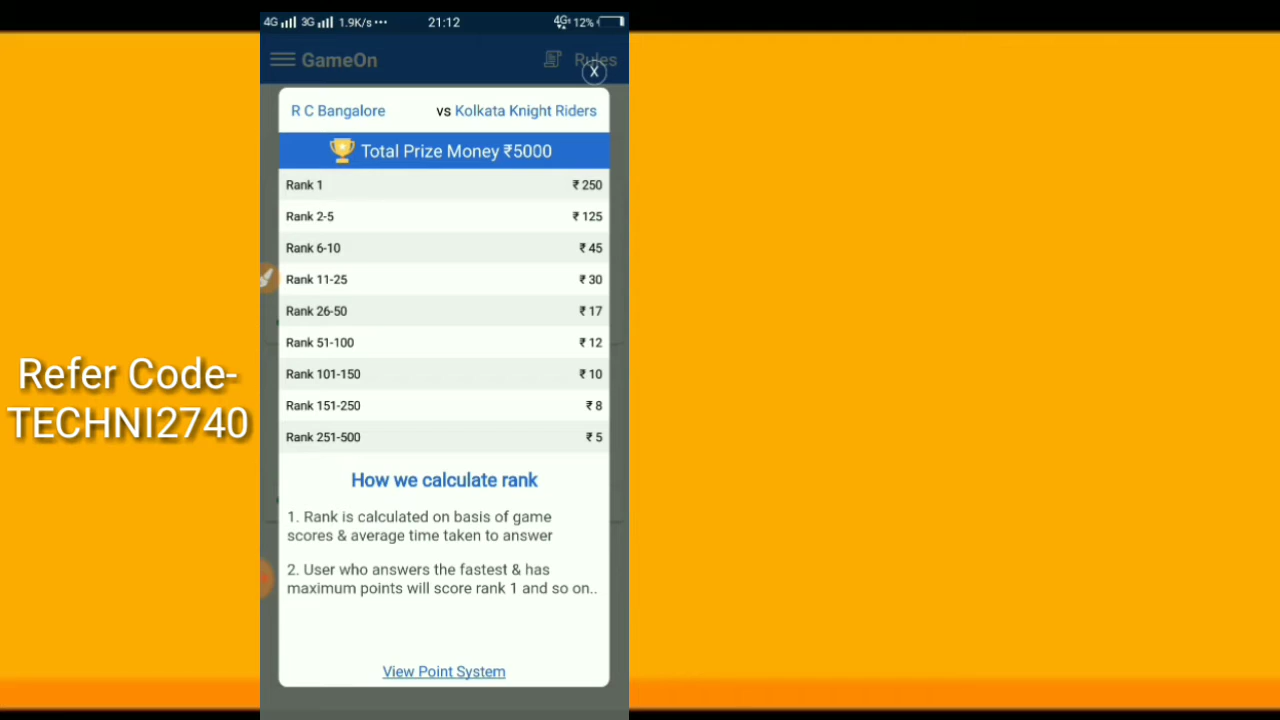 4G 3G 1.9K/s ••• 21:12 4G 12%
GameOn Rules
X
R C Bangalore vs Kolkata Knight Riders
Total Prize Money ₹5000
Rank 1 ₹ 250
Rank 2-5 ₹ 125
Rank 6-10 ₹ 45
Rank 11-25 ₹ 30
Rank 26-50 ₹ 17
Rank 51-100 ₹ 12
Rank 101-150 ₹ 10
Rank 151-250 ₹ 8
Rank 251-500 ₹ 5
How we calculate rank
1. Rank is calculated on basis of game
scores & average time taken to answer
2. User who answers the fastest & has
maximum points will score rank 1 and so on..
View Point System
Refer Code-
TECHNI2740